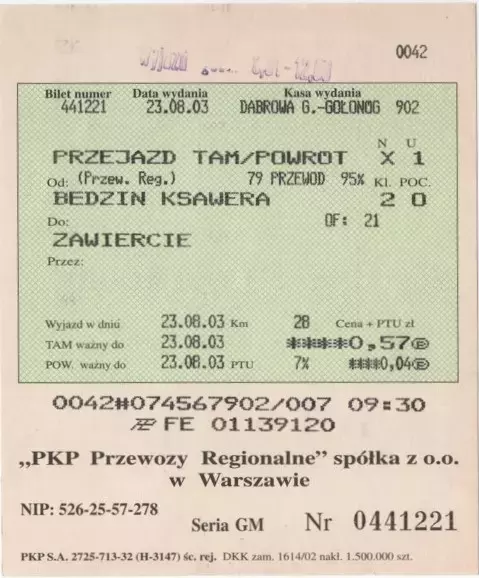 0042
Bilet numer Data wydania Kasa wydania
441221 23.08.03 DABROWA G.-GOŁONOG 902
N U
PRZEJAZD TAM/POWROT X 1
Od: (Przew. Reg.) 79 PRZEWOD 95% Kl. POC.
BEDZIN KSAWERA 2 0
Do: OF: 21
ZAWIERCIE
Przez:
Wyjazd w dniu 23.08.03 Km 28 Cena + PTU zł
TAM ważny do 23.08.03 *****0,57
POW. ważny do 23.08.03 PTU 7% ****0,04
0042#074567902/007 09:30
FE 01139120
„PKP Przewozy Regionalne” spółka z o.o.
w Warszawie
NIP: 526-25-57-278
Seria GM Nr 0441221
PKP S.A. 2725-713-32 (H-3147) śc. rej. DKK zam. 1614/02 nakł. 1.500.000 szt.